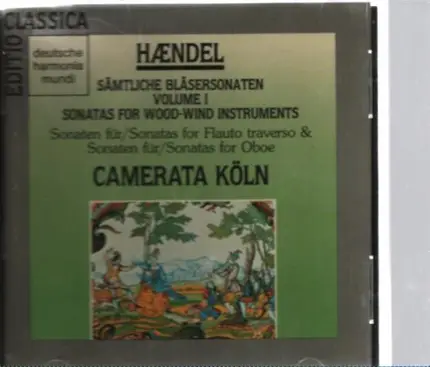 EDITIO CLASSICA
deutsche
harmonia
mundi
HÆNDEL
SÄMTLICHE BLÄSERSONATEN
VOLUME I
SONATAS FOR WOOD-WIND INSTRUMENTS
Sonaten für/Sonatas for Flauto traverso &
Sonaten für/Sonatas for Oboe
CAMERATA KÖLN